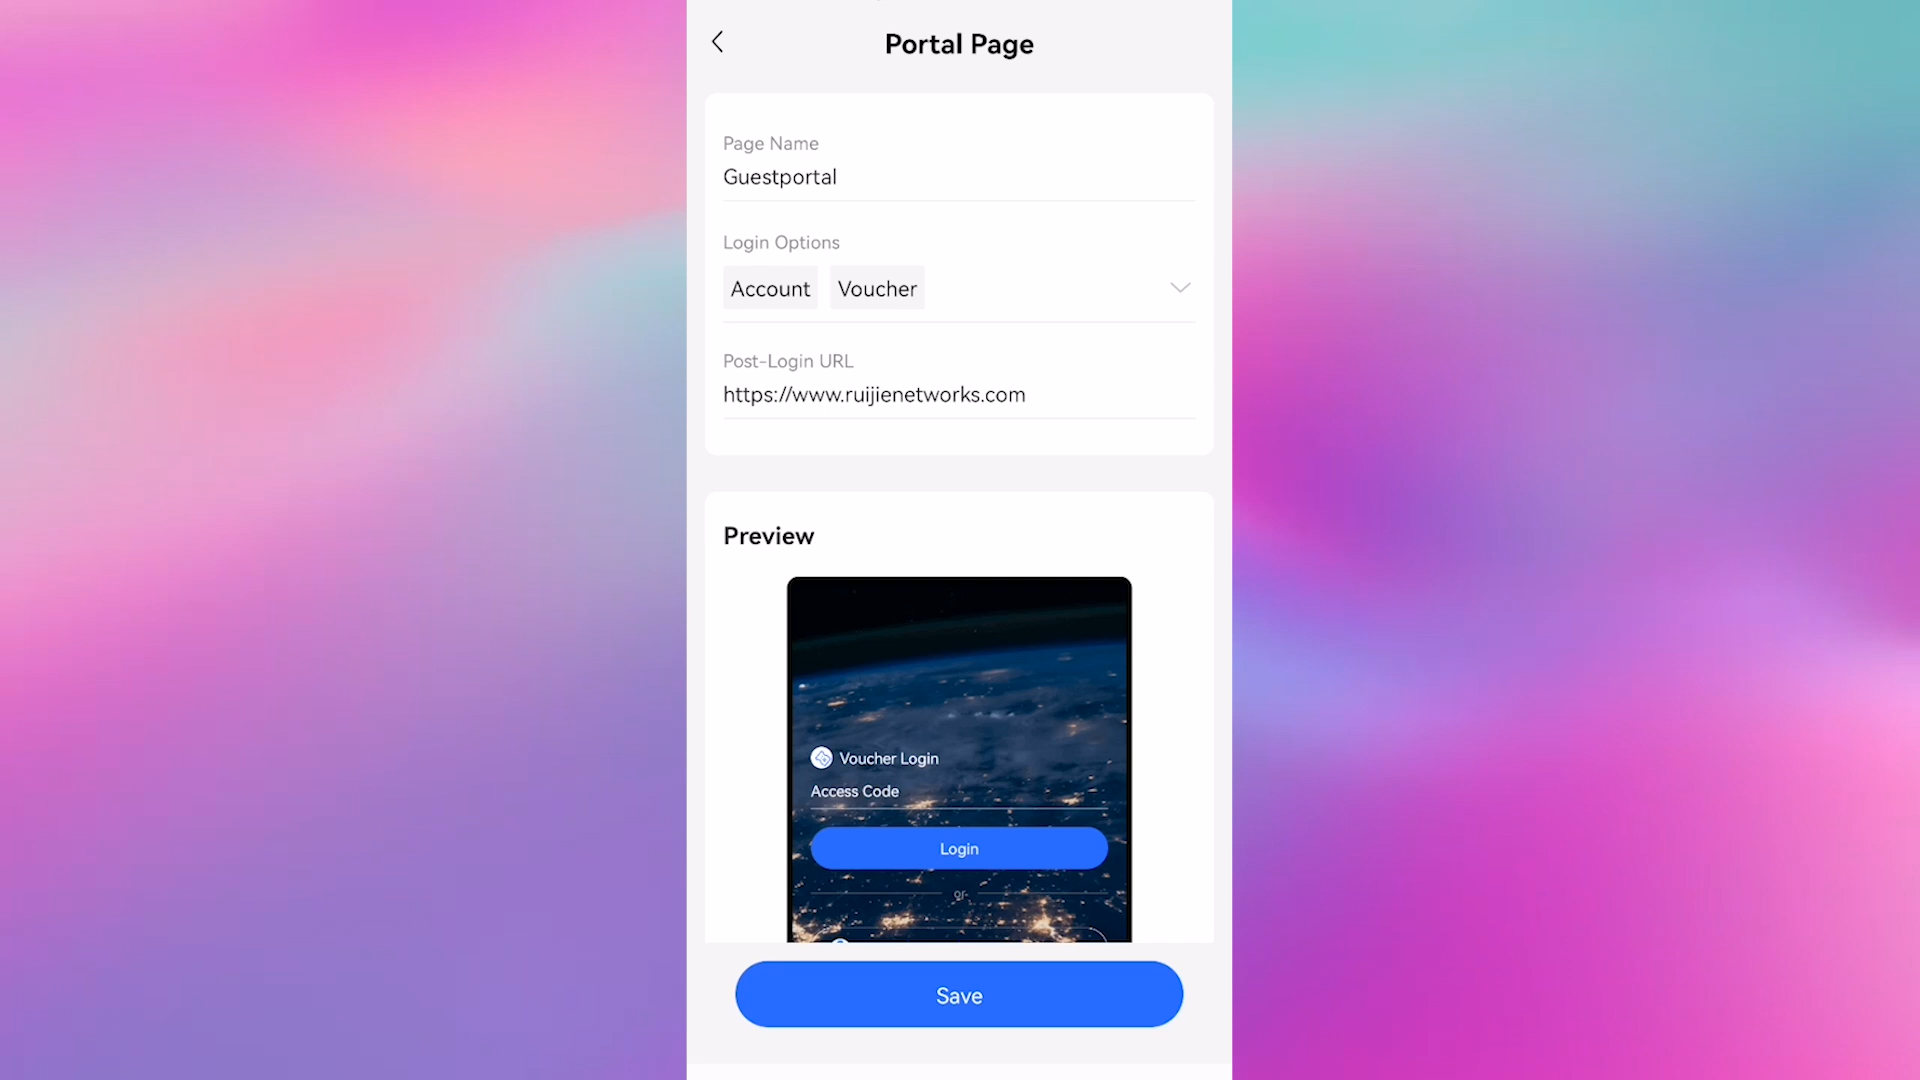 Portal Page
Page Name
Guestportal
Login Options
Account Voucher
Post-Login URL
https://www.ruijienetworks.com
Preview
Voucher Login
Access Code
Login
or
Save